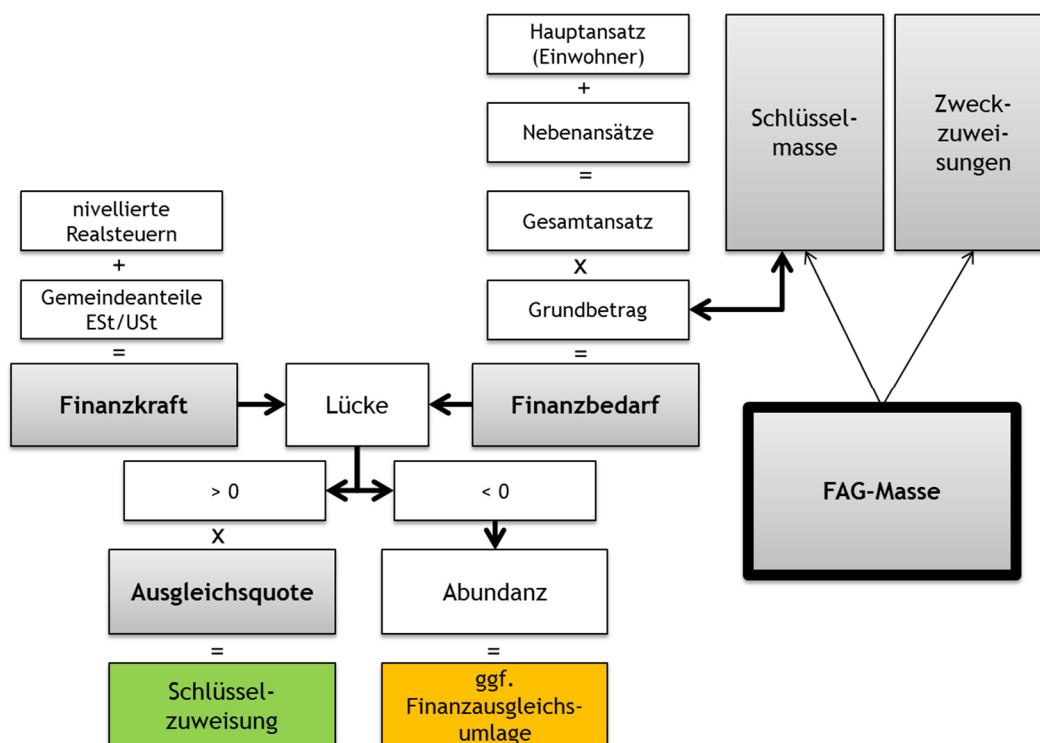 Hauptansatz
(Einwohner)
+
Nebenansätze
=
Gesamtansatz
x
Grundbetrag
=
Finanzbedarf
Schlüssel-
masse
Zweck-
zuwei-
sungen
FAG-Masse
nivellierte
Realsteuern
+
Gemeindeanteile
ESt/USt
=
Finanzkraft
Lücke
> 0
x
Ausgleichsquote
=
Schlüssel-
zuweisung
< 0
Abundanz
=
ggf.
Finanzausgleichs-
umlage